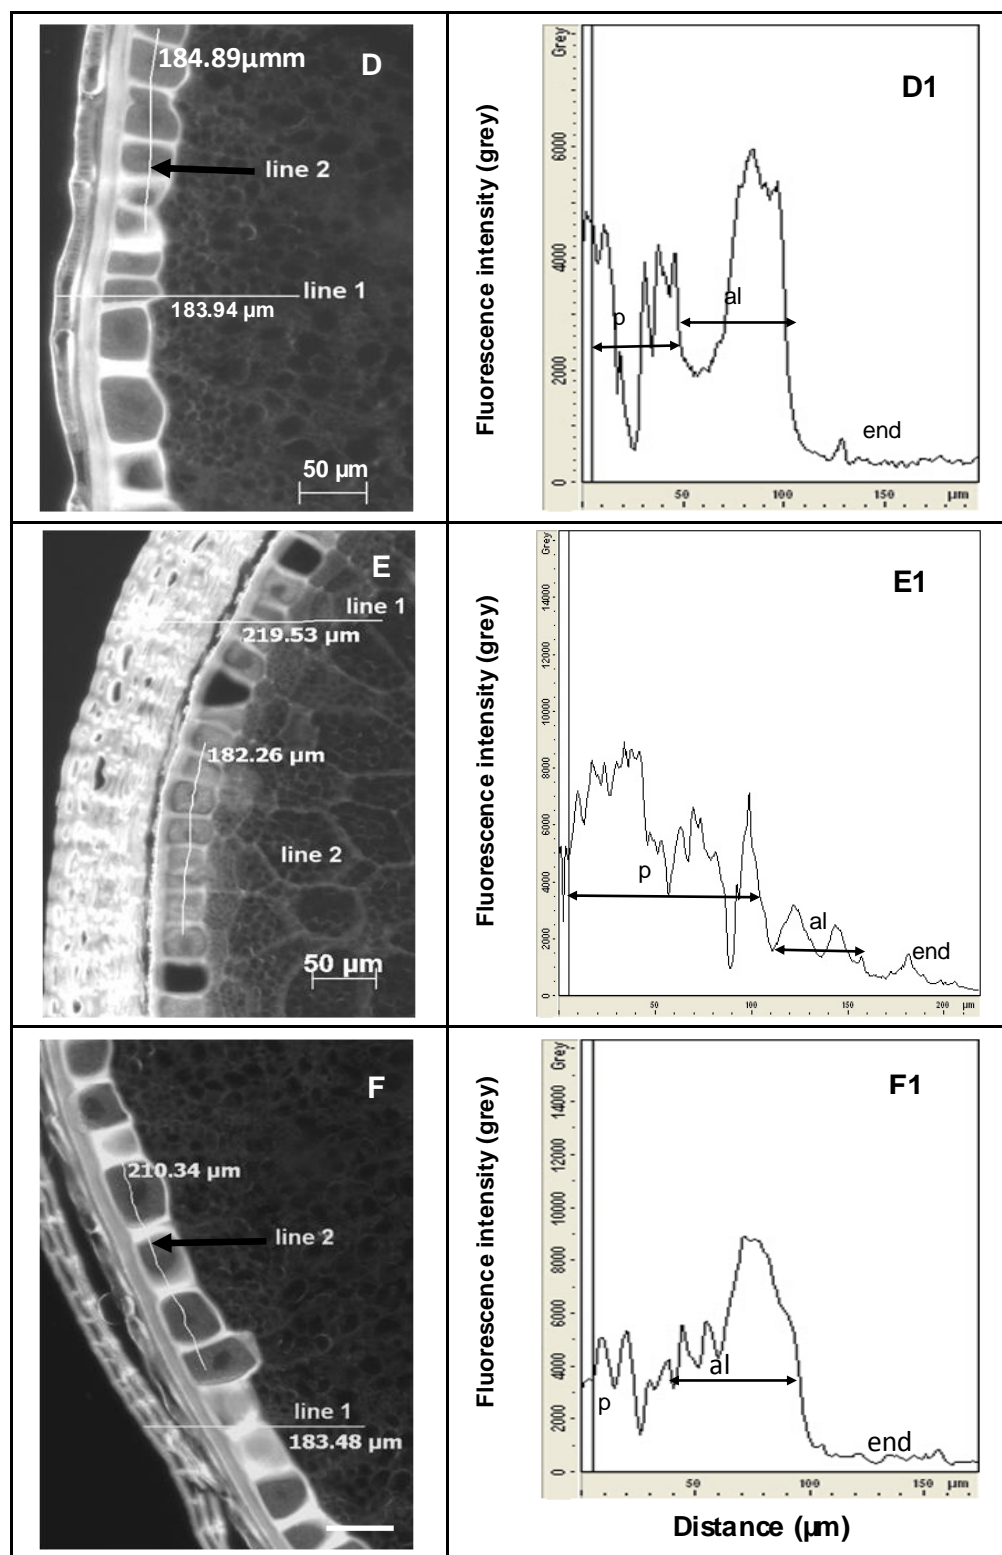 184.89µmm
D
line 2
line 1
183.94 µm
50 µm
Fluorescence intensity (grey)
Grey
D1
6000
4000
2000
0
p
al
end
50
100
150
µm
E
line 1
219.53 µm
182.26 µm
line 2
50 µm
Fluorescence intensity (grey)
Grey
E1
14000
12000
10000
8000
6000
4000
2000
0
p
al
end
50
100
150
200
µm
F
210.34 µm
line 2
line 1
183.48 µm
Fluorescence intensity (grey)
Grey
F1
14000
12000
10000
8000
6000
4000
2000
0
p
al
end
50
100
150
µm
Distance (µm)